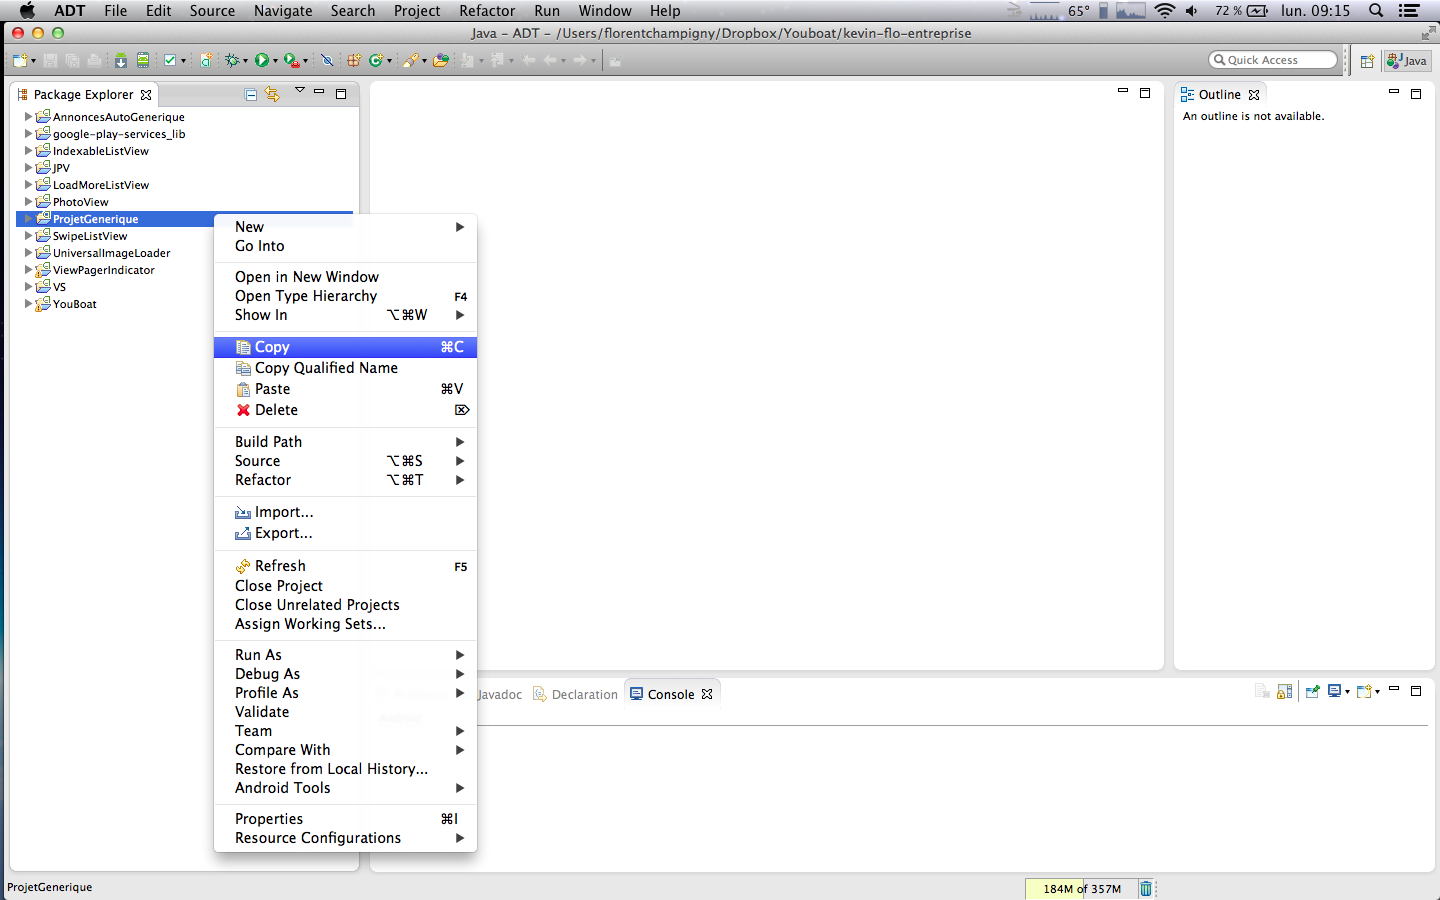 ADT File Edit Source Navigate Search Project Refactor Run Window Help 65° 72 % lun. 09:15
Java - ADT - /Users/florentchampigny/Dropbox/Youboat/kevin-flo-entreprise
Quick Access Java
Package Explorer
AnnoncesAutoGenerique
google-play-services_lib
IndexableListView
JPV
LoadMoreListView
PhotoView
ProjetGenerique
SwipeListView
UniversalImageLoader
ViewPagerIndicator
VS
YouBoat
New
Go Into
Open in New Window
Open Type Hierarchy F4
Show In ⌥⌘W
Copy ⌘C
Copy Qualified Name
Paste ⌘V
Delete ⌦
Build Path
Source ⌥⌘S
Refactor ⌥⌘T
Import...
Export...
Refresh F5
Close Project
Close Unrelated Projects
Assign Working Sets...
Run As
Debug As
Profile As
Validate
Team
Compare With
Restore from Local History...
Android Tools
Properties ⌘I
Resource Configurations
Outline
An outline is not available.
Javadoc Declaration Console
ProjetGenerique
184M of 357M